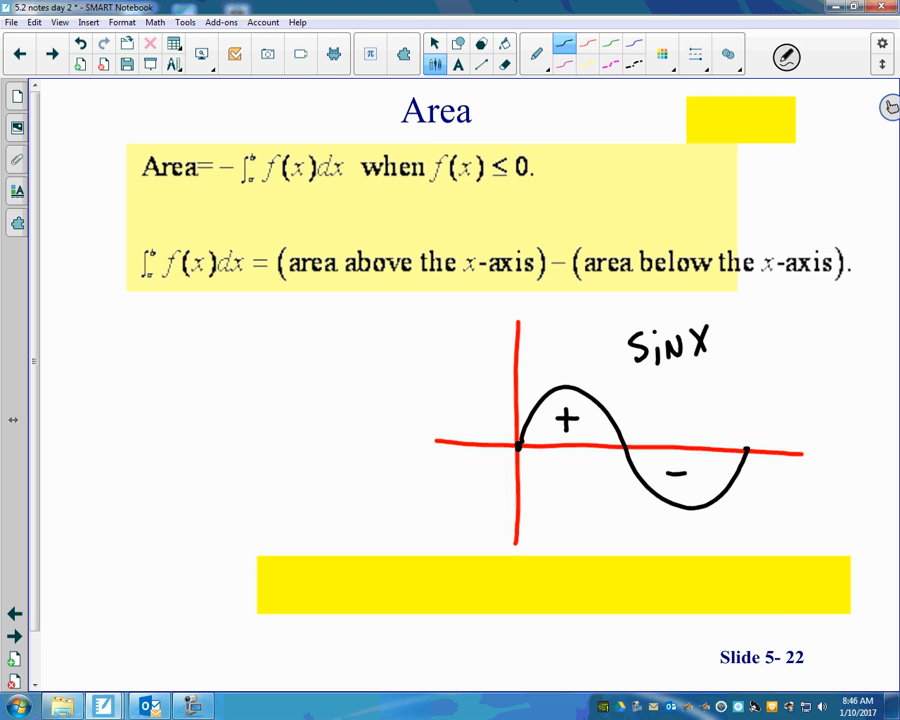 5.2 notes day 2 * - SMART Notebook
File Edit View Insert Format Math Tools Add-ons Account Help
Area
Area= − ∫ₐᵇ f(x)dx when f(x) ≤ 0.
∫ₐᵇ f(x)dx = (area above the x-axis) − (area below the x-axis).
sinx
+
−
Slide 5- 22
8:46 AM
1/10/2017